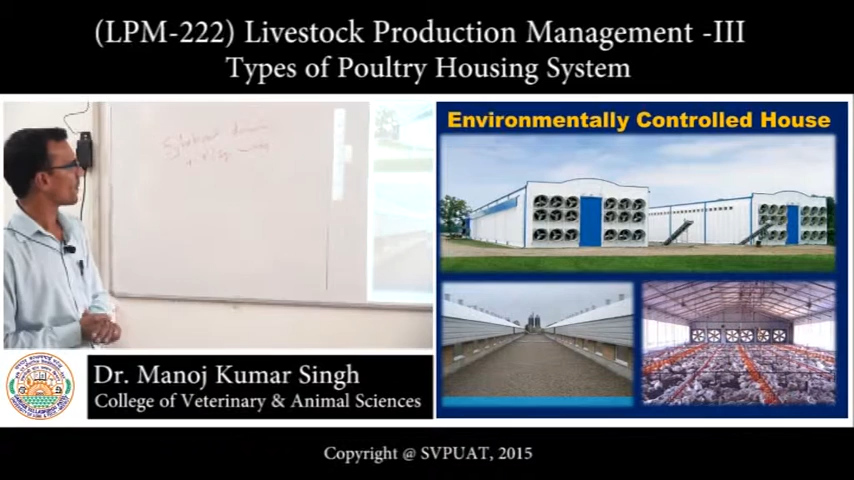 (LPM-222) Livestock Production Management -III
Types of Poultry Housing System
Environmentally Controlled House
Dr. Manoj Kumar Singh
College of Veterinary & Animal Sciences
Copyright @ SVPUAT, 2015